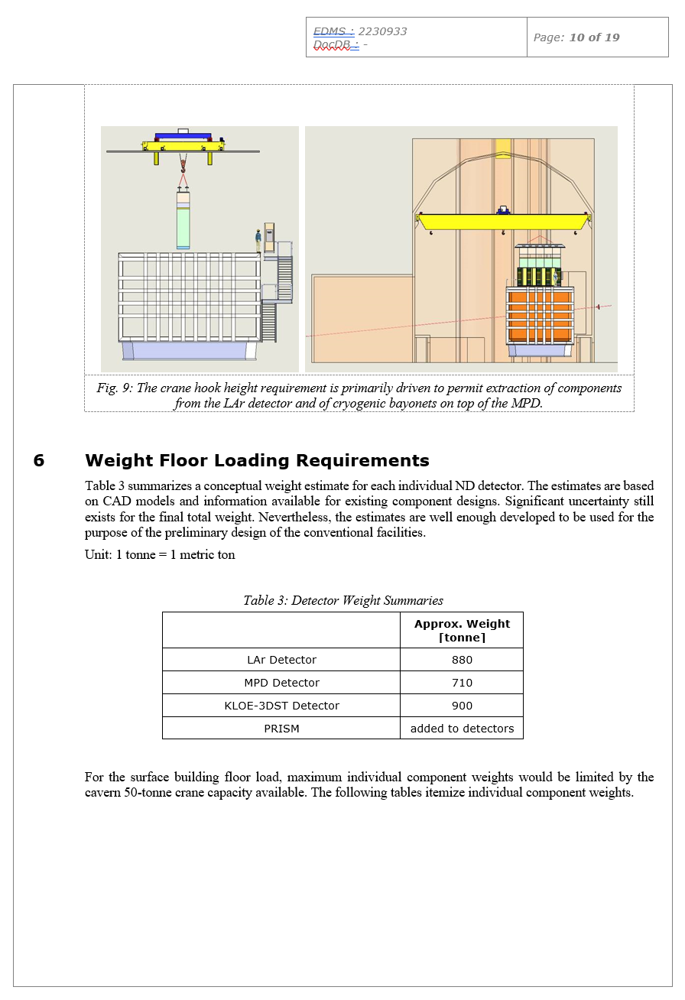 EDMS : 2230933
DocDB : -
Page: 10 of 19
Fig. 9: The crane hook height requirement is primarily driven to permit extraction of components
from the LAr detector and of cryogenic bayonets on top of the MPD.
6 Weight Floor Loading Requirements
Table 3 summarizes a conceptual weight estimate for each individual ND detector. The estimates are based
on CAD models and information available for existing component designs. Significant uncertainty still
exists for the final total weight. Nevertheless, the estimates are well enough developed to be used for the
purpose of the preliminary design of the conventional facilities.
Unit: 1 tonne = 1 metric ton
Table 3: Detector Weight Summaries
Approx. Weight
[tonne]
LAr Detector 880
MPD Detector 710
KLOE-3DST Detector 900
PRISM added to detectors
For the surface building floor load, maximum individual component weights would be limited by the
cavern 50-tonne crane capacity available. The following tables itemize individual component weights.